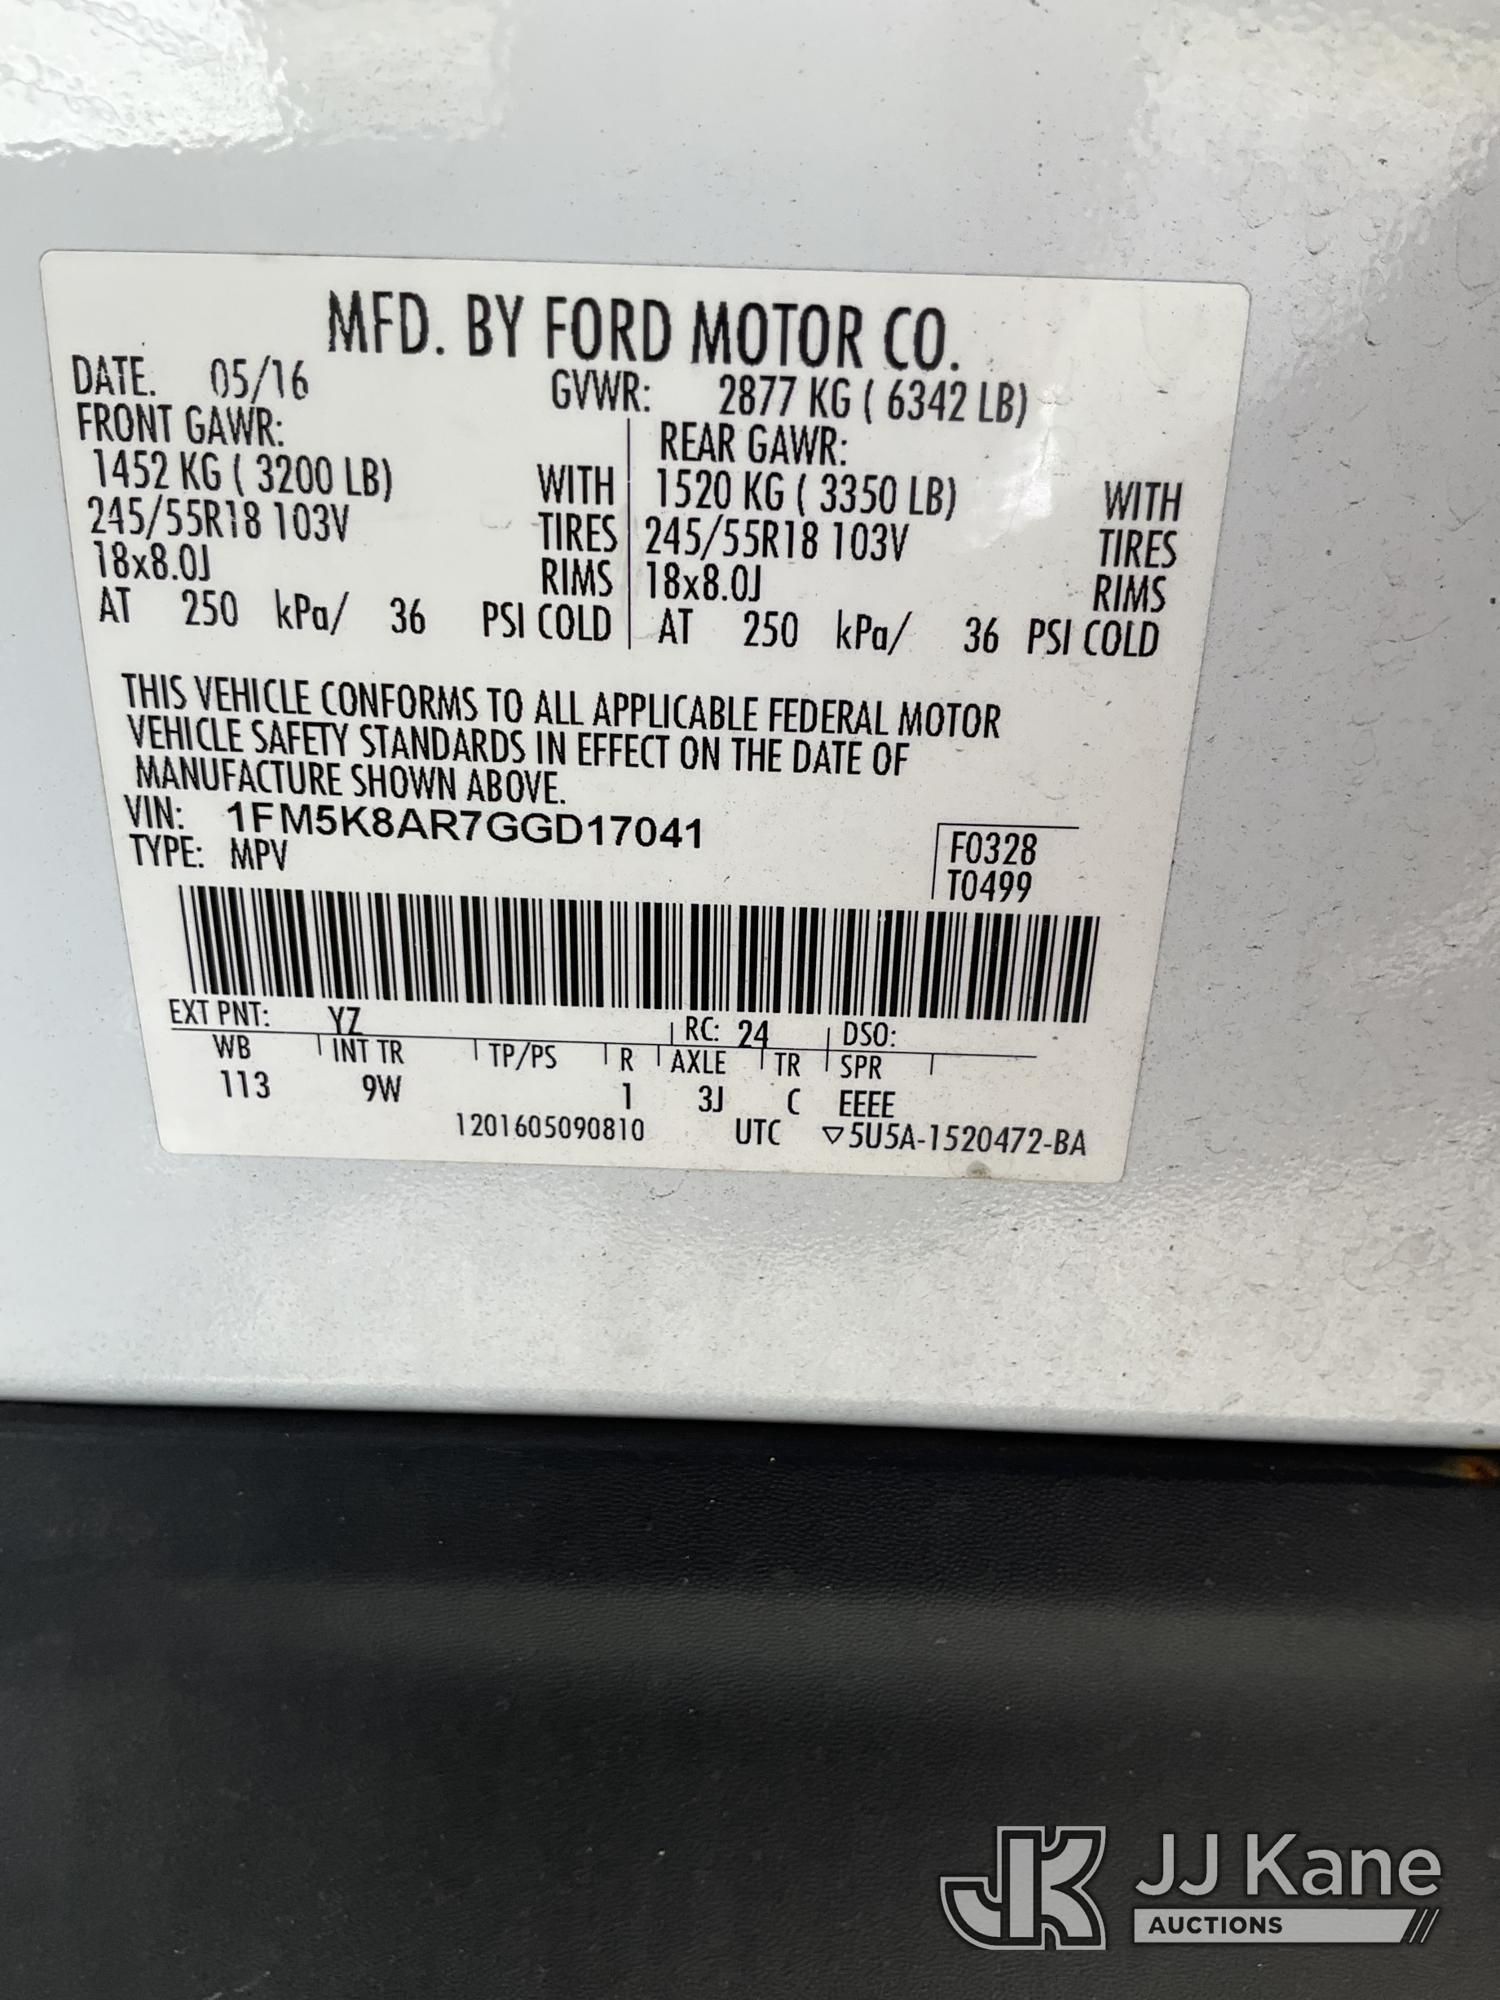 MFD. BY FORD MOTOR CO.
DATE. 05/16 GVWR: 2877 KG ( 6342 LB)
FRONT GAWR: REAR GAWR:
1452 KG ( 3200 LB) WITH 1520 KG ( 3350 LB) WITH
245/55R18 103V TIRES 245/55R18 103V TIRES
18x8.0J RIMS 18x8.0J RIMS
AT 250 kPa/ 36 PSI COLD AT 250 kPa/ 36 PSI COLD
THIS VEHICLE CONFORMS TO ALL APPLICABLE FEDERAL MOTOR
VEHICLE SAFETY STANDARDS IN EFFECT ON THE DATE OF
MANUFACTURE SHOWN ABOVE.
VIN: 1FM5K8AR7GGD17041
TYPE: MPV
F0328
T0499
EXT PNT: YZ RC: 24 DSO:
WB INT TR TP/PS R AXLE TR SPR
113 9W 1 3J C EEEE
1201605090810 UTC ▽5U5A-1520472-BA
JK JJ Kane
AUCTIONS